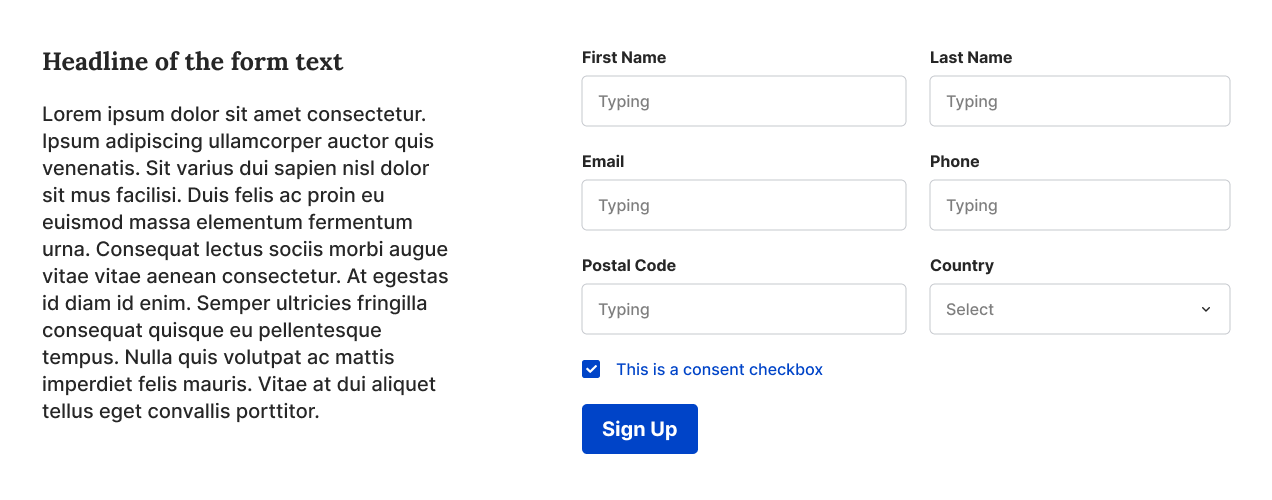 Headline of the form text
Lorem ipsum dolor sit amet consectetur.
Ipsum adipiscing ullamcorper auctor quis
venenatis. Sit varius dui sapien nisl dolor
sit mus facilisi. Duis felis ac proin eu
euismod massa elementum fermentum
urna. Consequat lectus sociis morbi augue
vitae vitae aenean consectetur. At egestas
id diam id enim. Semper ultricies fringilla
consequat quisque eu pellentesque
tempus. Nulla quis volutpat ac mattis
imperdiet felis mauris. Vitae at dui aliquet
tellus eget convallis porttitor.
First Name
Last Name
Typing
Typing
Email
Phone
Typing
Typing
Postal Code
Country
Typing
Select
This is a consent checkbox
Sign Up